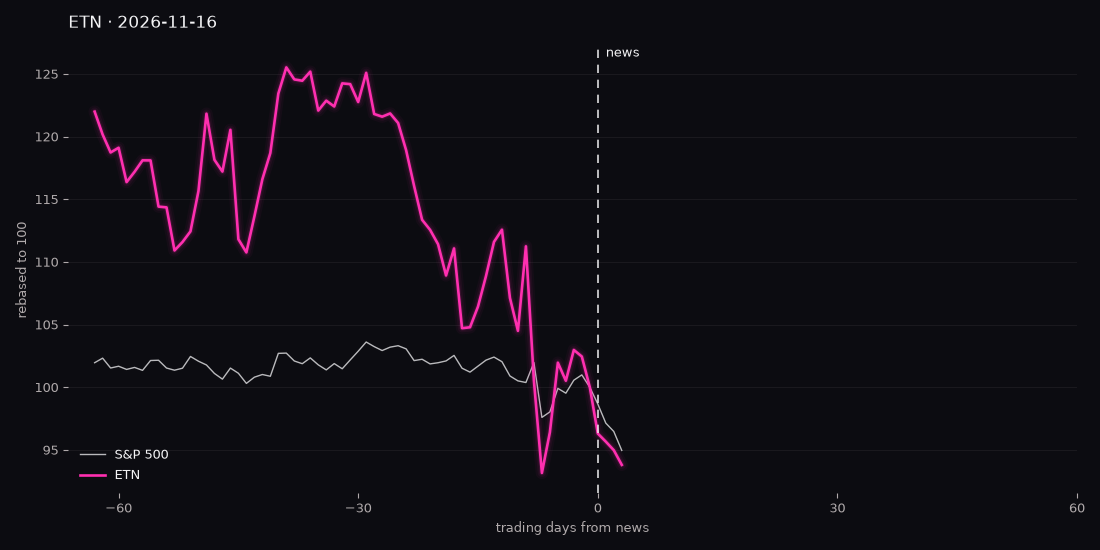 ETN · 2026-11-16
news
125
120
115
110
105
100
95
rebased to 100
S&P 500
ETN
−60
−30
0
30
60
trading days from news